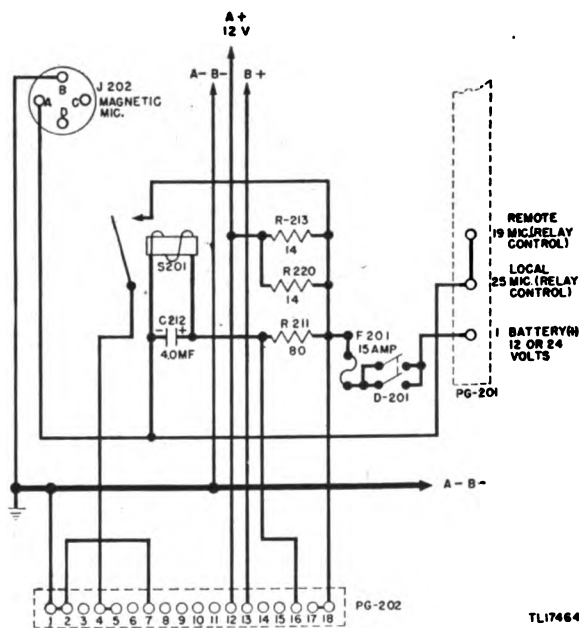 A+
12 V
A- B-
B+
J 202
MAGNETIC
MIC.
B
A
C
D
R-213
14
S201
R 220
14
C 212
- +
4.0MF
R 211
80
F 201
15 AMP
D-201
REMOTE
19 MIC.(RELAY
CONTROL)
LOCAL
25 MIC.(RELAY
CONTROL)
1 BATTERY(+)
12 OR 24
VOLTS
PG-201
A - B -
1 2 3 4 5 6 7 8 9 10 11 12 13 14 15 16 17 18
PG-202
TL17464